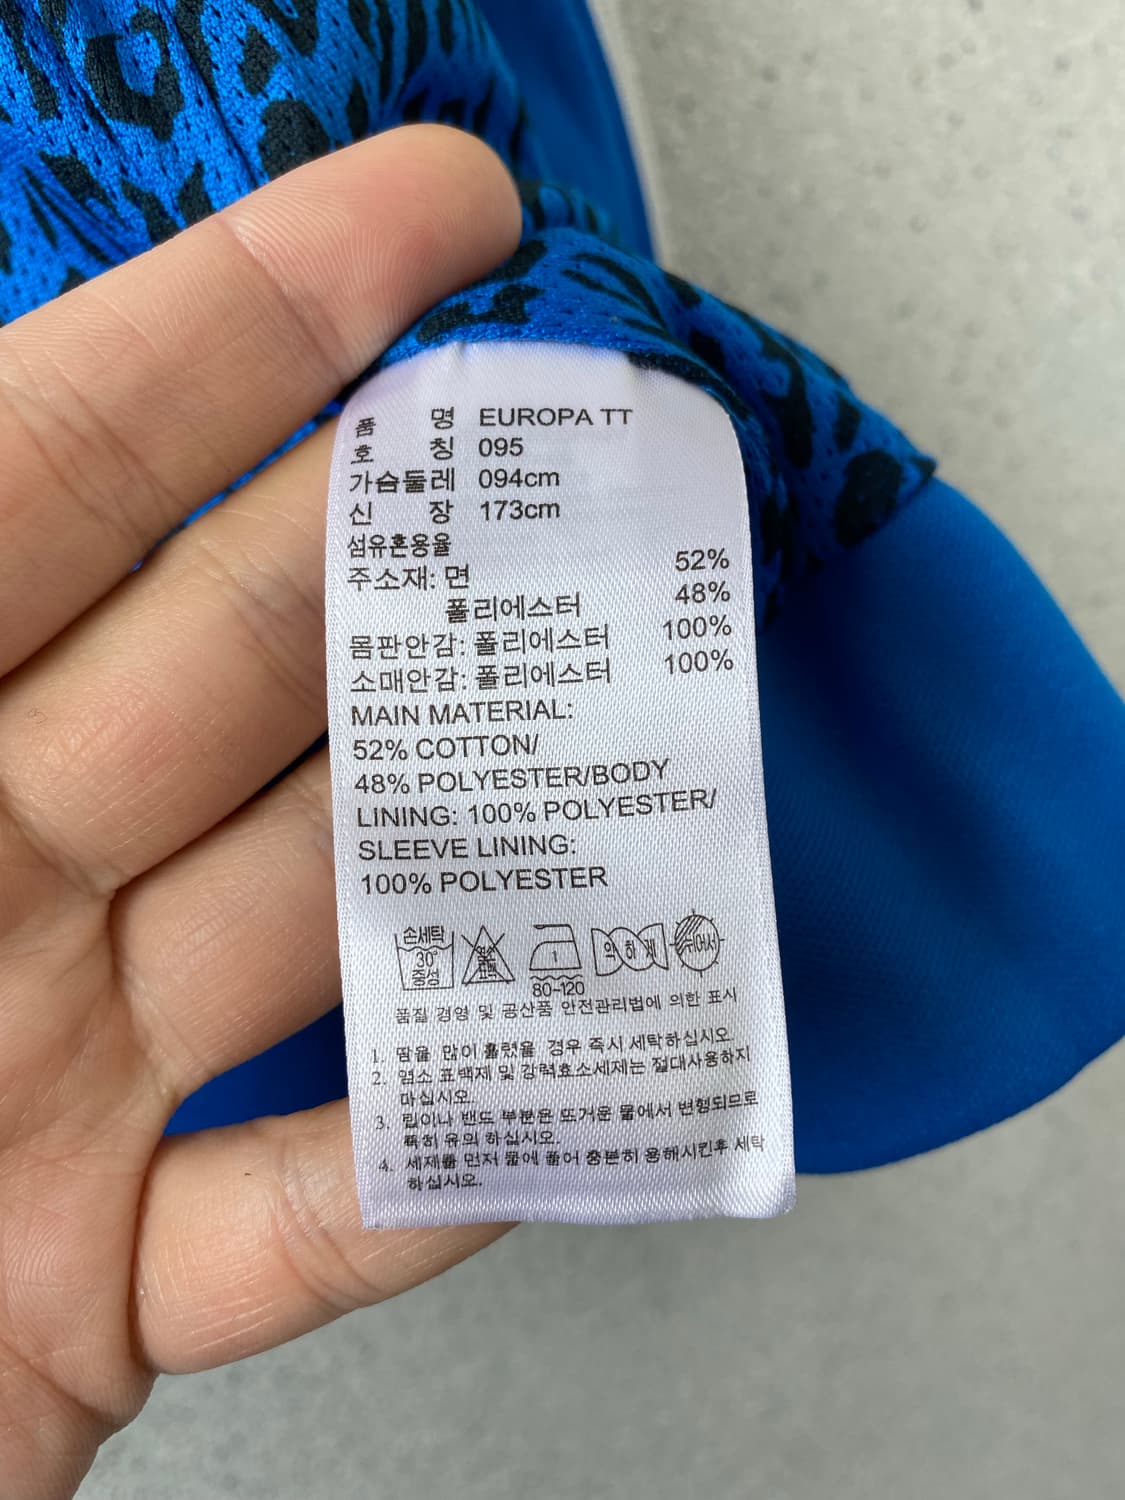 품 명 EUROPA TT
호 칭 095
가슴둘레 094cm
신 장 173cm
섬유혼용율
주소재: 면 52%
폴리에스터 48%
몸판안감: 폴리에스터 100%
소매안감: 폴리에스터 100%
MAIN MATERIAL:
52% COTTON/
48% POLYESTER/BODY
LINING: 100% POLYESTER/
SLEEVE LINING:
100% POLYESTER
손세탁
30°
중성
1
80-120
약하게
품질 경영 및 공산품 안전관리법에 의한 표시
1. 땀을 많이 흘렸을 경우 즉시 세탁하십시오.
2. 염소 표백제 및 강력효소세제는 절대사용하지
마십시오.
3. 립이나 밴드 부분은 뜨거운 물에서 변형되므로
특히 유의 하십시오.
4. 세제를 먼저 물에 풀어 충분히 용해시킨후 세탁
하십시오.